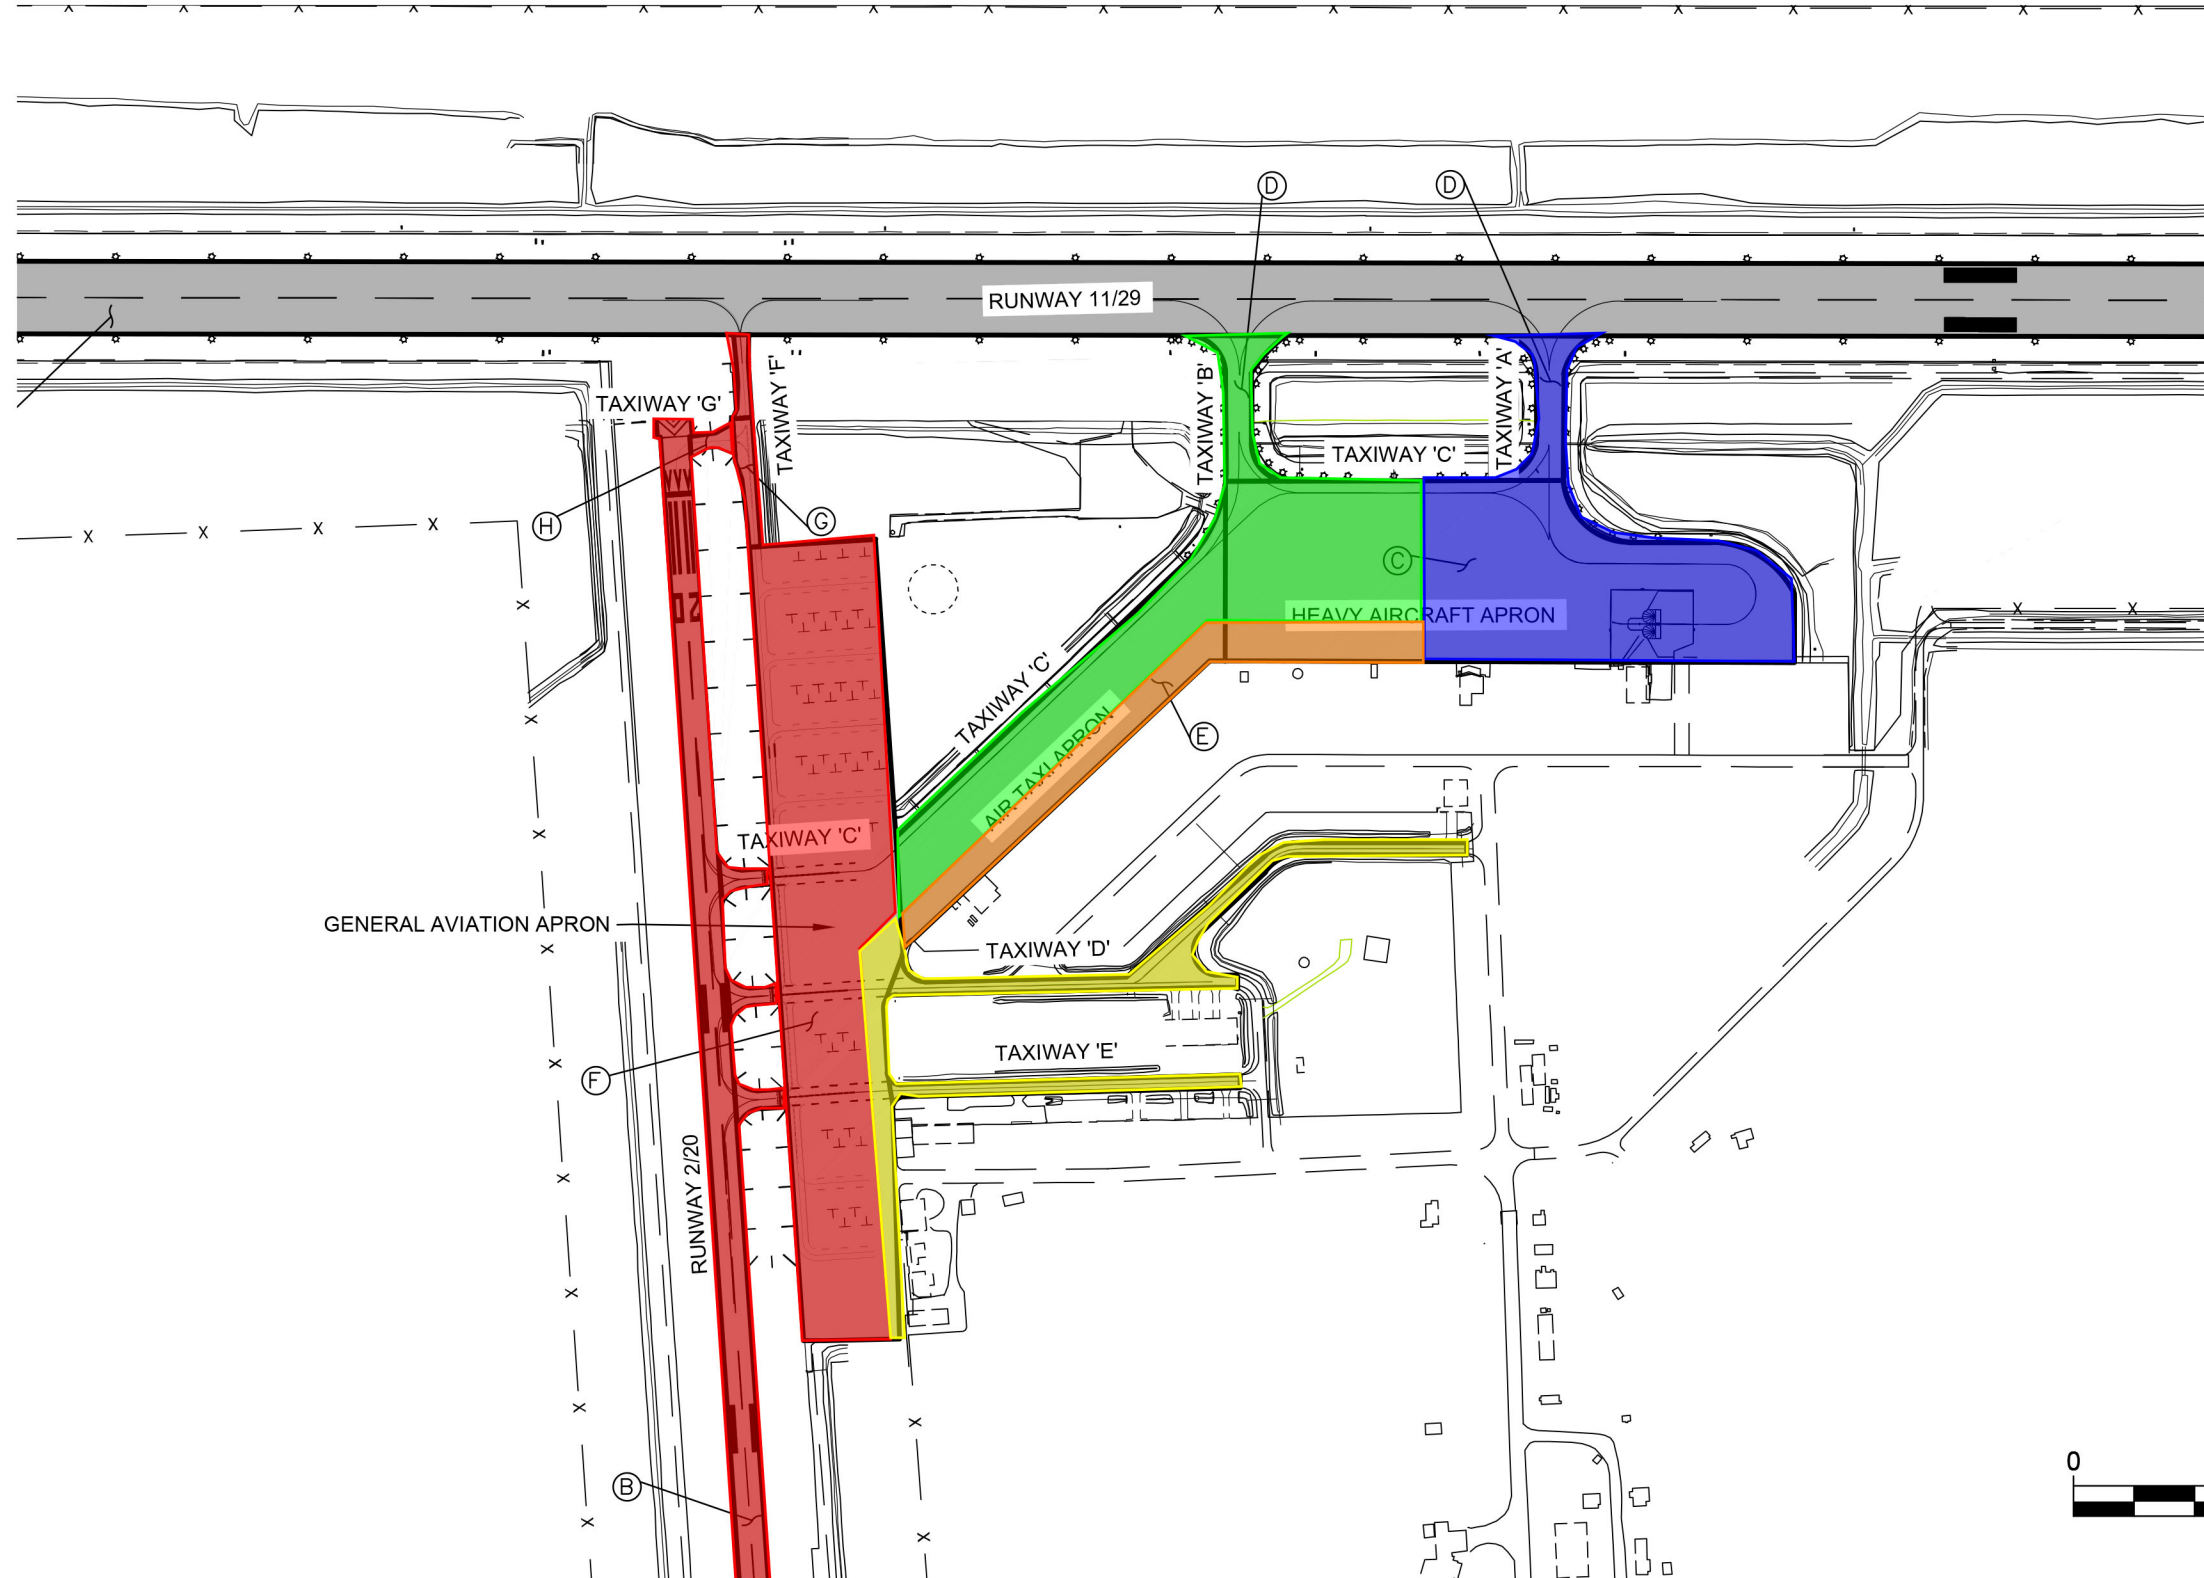 D
D
RUNWAY 11/29
TAXIWAY 'F'
TAXIWAY 'B'
TAXIWAY 'A'
TAXIWAY 'G'
TAXIWAY 'C'
H
G
C
20
HEAVY AIRCRAFT APRON
TAXIWAY 'C'
AIR TAXI APRON
E
TAXIWAY 'C'
GENERAL AVIATION APRON
TAXIWAY 'D'
TAXIWAY 'E'
F
RUNWAY 2/20
B
0